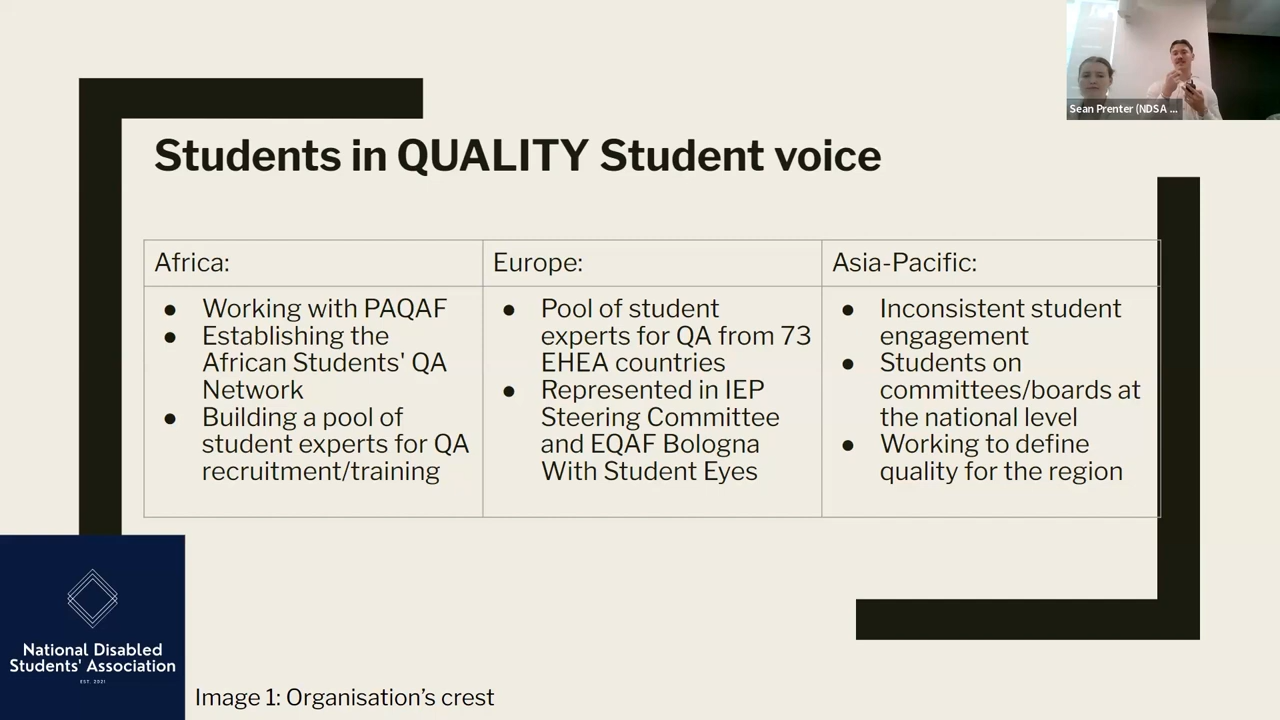 Sean Prenter (NDSA ...
Students in QUALITY Student voice
Africa:
● Working with PAQAF
● Establishing the
African Students' QA
Network
● Building a pool of
student experts for QA
recruitment/training
Europe:
● Pool of student
experts for QA from 73
EHEA countries
● Represented in IEP
Steering Committee
and EQAF Bologna
With Student Eyes
Asia-Pacific:
● Inconsistent student
engagement
● Students on
committees/boards at
the national level
● Working to define
quality for the region
National Disabled
Students' Association
EST. 2021
Image 1: Organisation's crest